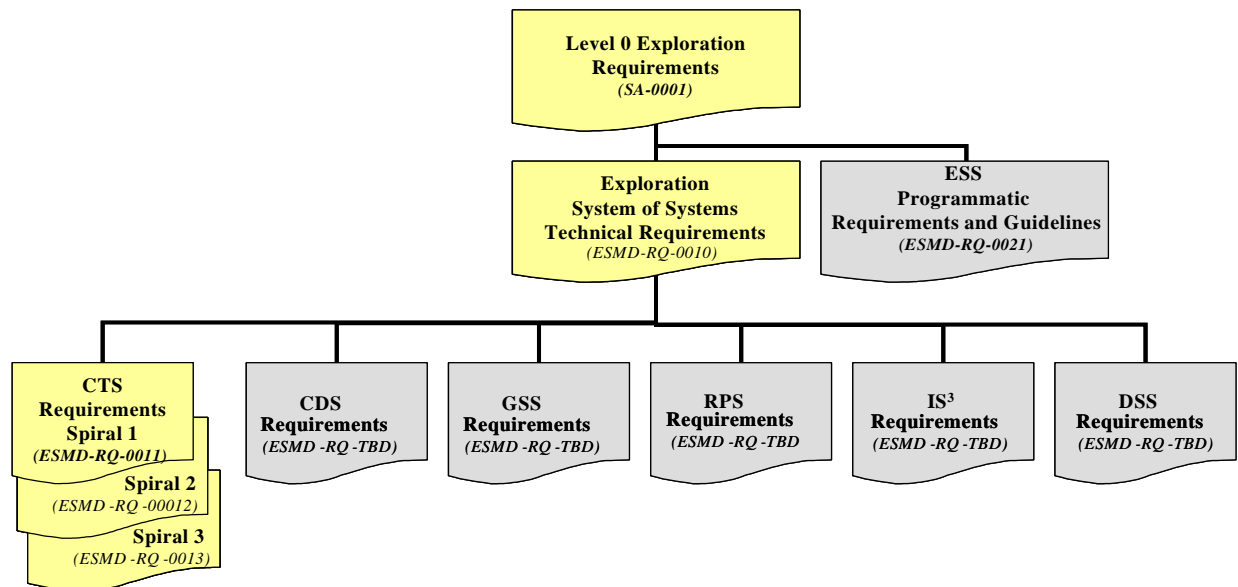 Level 0 Exploration
Requirements
(SA-0001)
Exploration
System of Systems
Technical Requirements
(ESMD-RQ-0010)
ESS
Programmatic
Requirements and Guidelines
(ESMD-RQ-0021)
CTS
Requirements
Spiral 1
(ESMD-RQ-0011)
Spiral 2
(ESMD -RQ -00012)
Spiral 3
(ESMD -RQ -0013)
CDS
Requirements
(ESMD -RQ -TBD)
GSS
Requirements
(ESMD -RQ -TBD)
RPS
Requirements
(ESMD -RQ -TBD
IS³
Requirements
(ESMD -RQ -TBD)
DSS
Requirements
(ESMD -RQ -TBD)